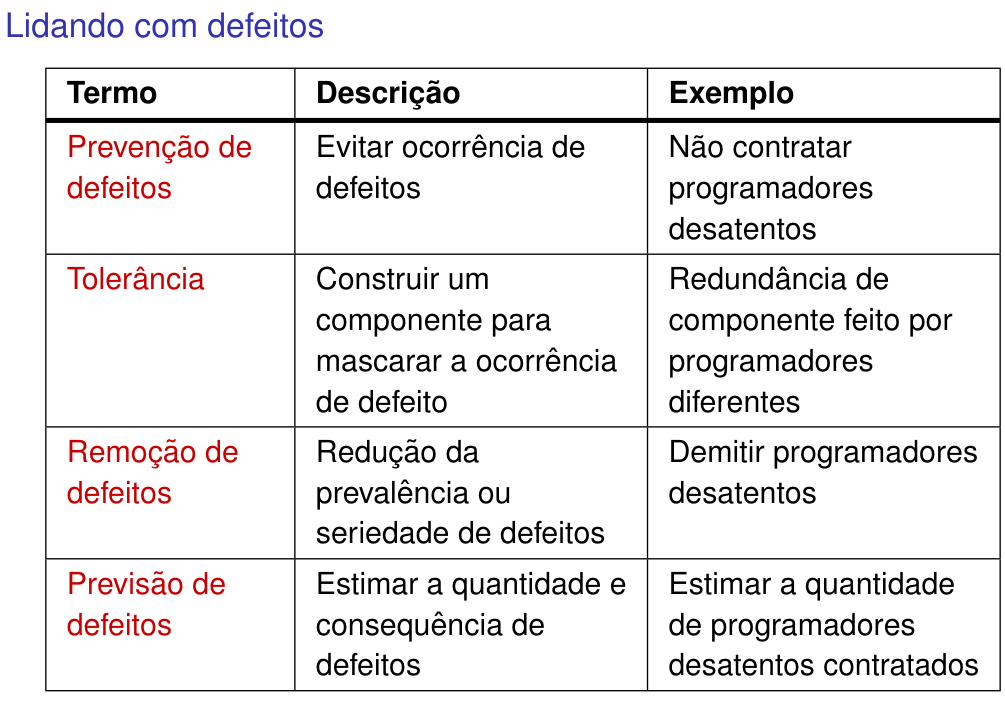 Lidando com defeitos
Termo Descrição Exemplo
Prevenção de Evitar ocorrência de Não contratar
defeitos defeitos programadores
desatentos
Tolerância Construir um Redundância de
componente para componente feito por
mascarar a ocorrência programadores
de defeito diferentes
Remoção de Redução da Demitir programadores
defeitos prevalência ou desatentos
seriedade de defeitos
Previsão de Estimar a quantidade e Estimar a quantidade
defeitos consequência de de programadores
defeitos desatentos contratados